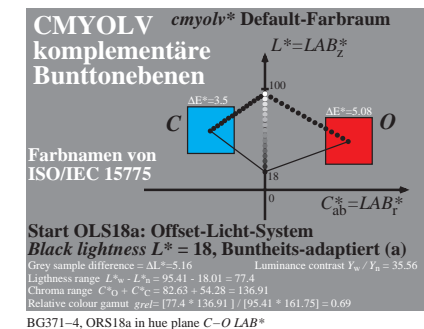 CMYOLV
komplementäre
Bunttonebenen
cmyolv* Default-Farbraum
L*=LAB*z
100
ΔE*=3.5
ΔE*=5.08
C
O
Farbnamen von
ISO/IEC 15775
18
0
C*ab=LAB*r
Start OLS18a: Offset-Licht-System
Black lightness L* = 18, Buntheits-adaptiert (a)
Grey sample difference = ΔL*=5.16 Luminance contrast Yw / Yn = 35.56
Ligthness range L*w - L*n = 95.41 - 18.01 = 77.4
Chroma range C*O + C*C = 82.63 + 54.28 = 136.91
Relative colour gamut grel= [77.4 * 136.91 ] / [95.41 * 161.75] = 0.69
BG371–4, ORS18a in hue plane C–O LAB*